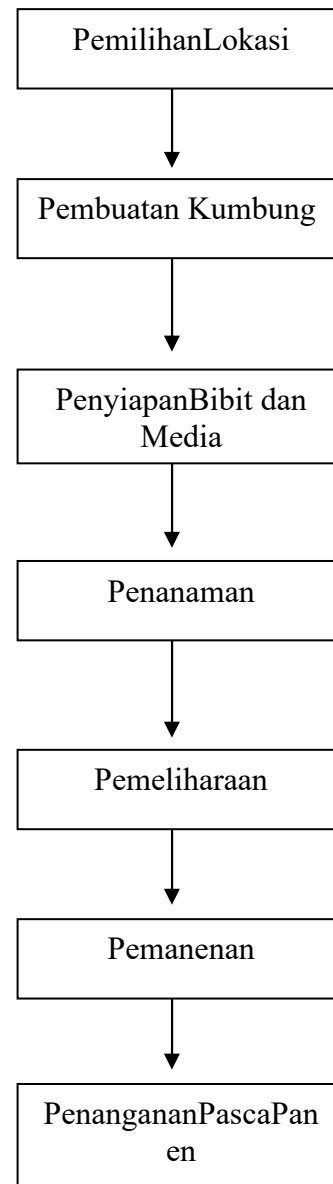 PemilihanLokasi
Pembuatan Kumbung
PenyiapanBibit dan
Media
Penanaman
Pemeliharaan
Pemanenan
PenangananPascaPan
en